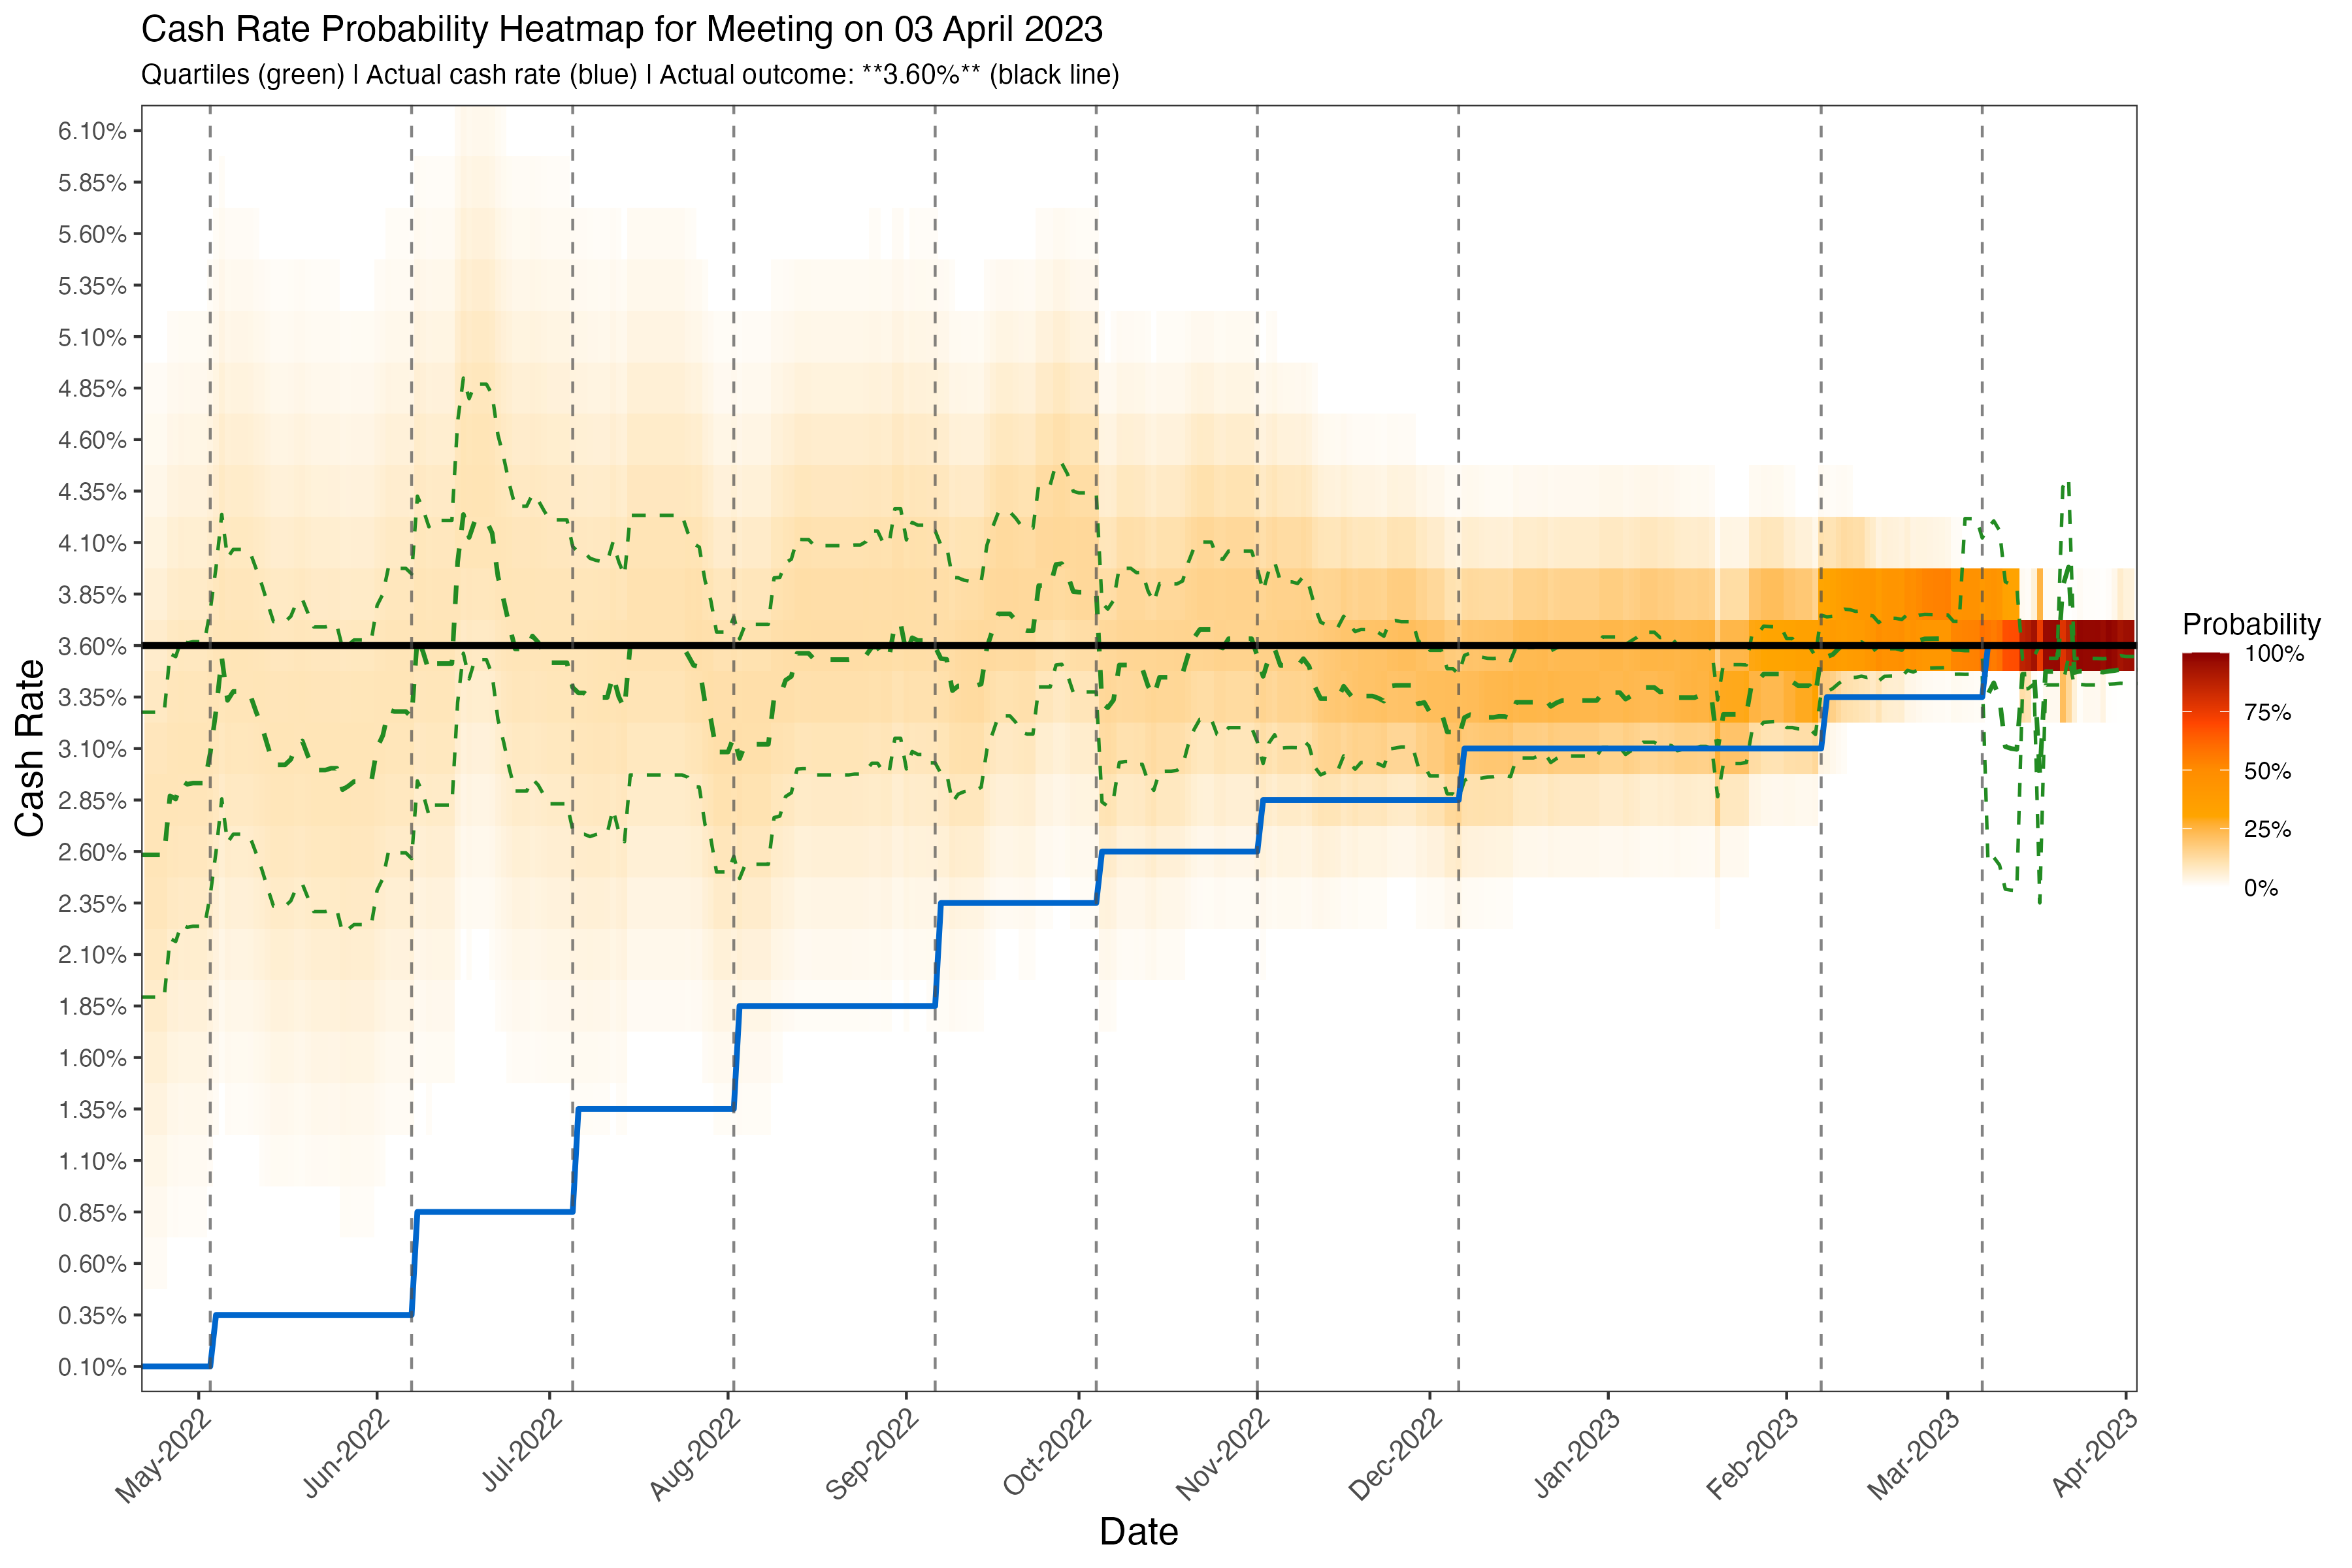 Cash Rate Probability Heatmap for Meeting on 03 April 2023
Quartiles (green) | Actual cash rate (blue) | Actual outcome: **3.60%** (black line)
Cash Rate
6.10%
5.85%
5.60%
5.35%
5.10%
4.85%
4.60%
4.35%
4.10%
3.85%
3.60%
3.35%
3.10%
2.85%
2.60%
2.35%
2.10%
1.85%
1.60%
1.35%
1.10%
0.85%
0.60%
0.35%
0.10%
May-2022
Jun-2022
Jul-2022
Aug-2022
Sep-2022
Oct-2022
Nov-2022
Dec-2022
Jan-2023
Feb-2023
Mar-2023
Apr-2023
Date
Probability
100%
75%
50%
25%
0%